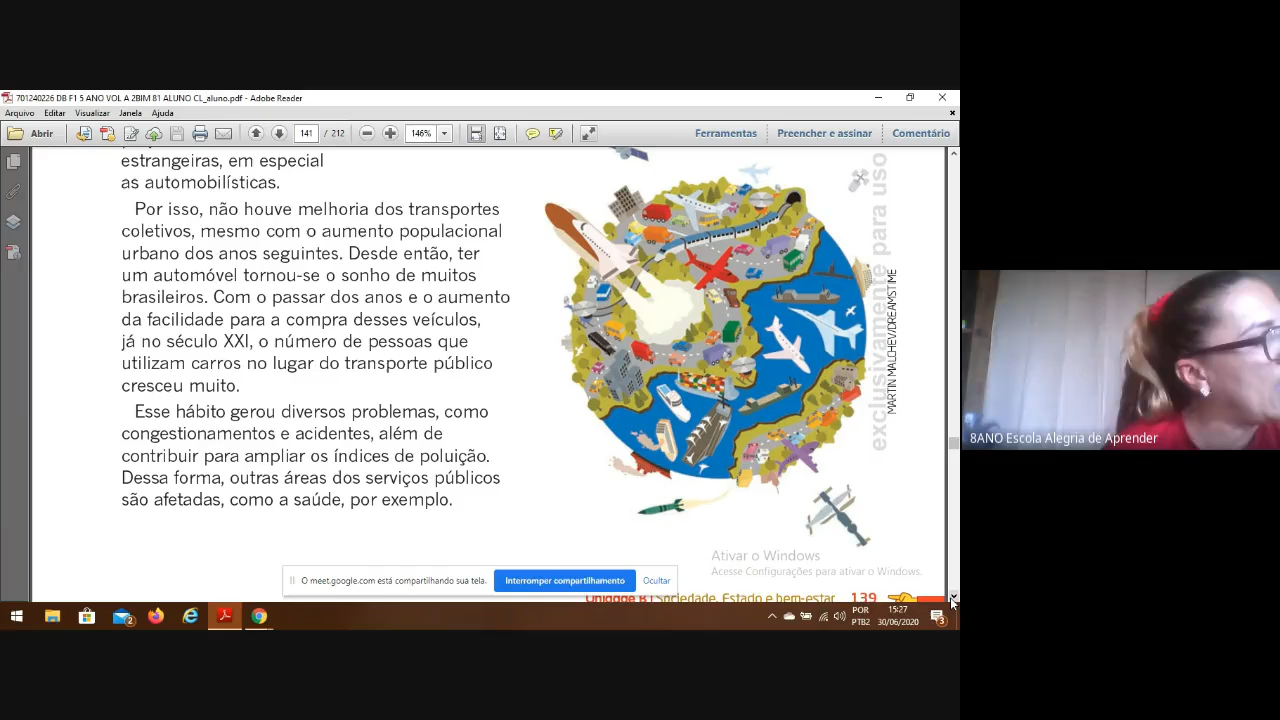 701240226 DB F1 5 ANO VOL A 2BIM 81 ALUNO CL_aluno.pdf - Adobe Reader
Arquivo Editar Visualizar Janela Ajuda
Abrir
141 / 212
146%
Ferramentas
Preencher e assinar
Comentário
estrangeiras, em especial
as automobilísticas.
Por isso, não houve melhoria dos transportes
coletivos, mesmo com o aumento populacional
urbano dos anos seguintes. Desde então, ter
um automóvel tornou-se o sonho de muitos
brasileiros. Com o passar dos anos e o aumento
da facilidade para a compra desses veículos,
já no século XXI, o número de pessoas que
utilizam carros no lugar do transporte público
cresceu muito.
Esse hábito gerou diversos problemas, como
congestionamentos e acidentes, além de
contribuir para ampliar os índices de poluição.
Dessa forma, outras áreas dos serviços públicos
são afetadas, como a saúde, por exemplo.
exclusivamente para uso
MARTIN MALCHEV/DREAMSTIME
Ativar o Windows
Acesse Configurações para ativar o Windows.
O meet.google.com está compartilhando sua tela.
Interromper compartilhamento
Ocultar
Unidade B | Sociedade, Estado e bem-estar 139
2
POR
PTB2
15:27
30/06/2020
3
8ANO Escola Alegria de Aprender